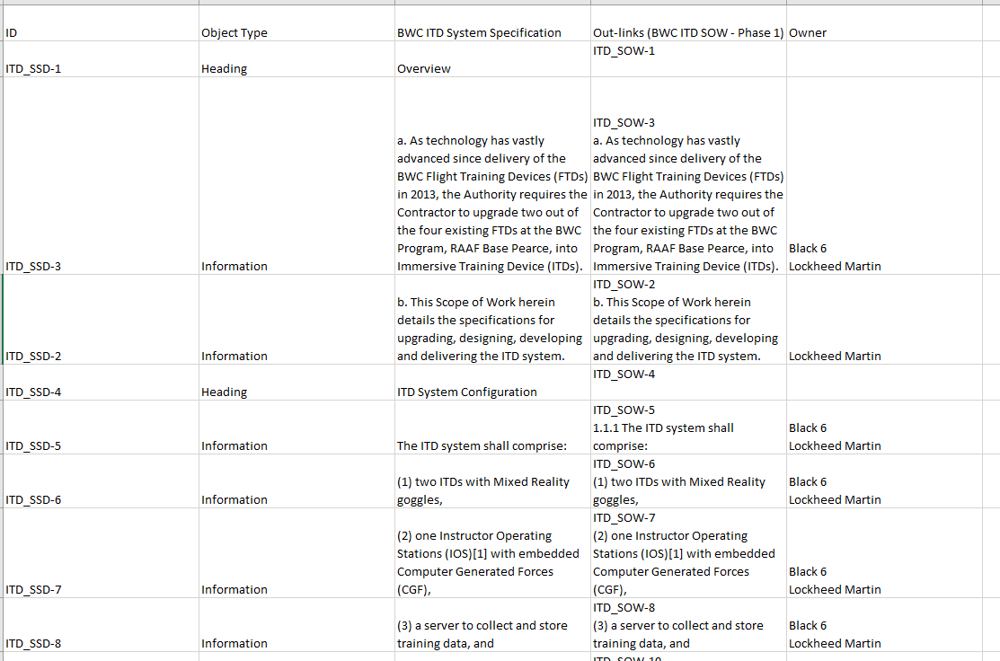 ID Object Type BWC ITD System Specification Out-links (BWC ITD SOW - Phase 1) Owner
ITD_SSD-1 Heading Overview
ITD_SOW-1
ITD_SSD-3 Information
a. As technology has vastly
advanced since delivery of the
BWC Flight Training Devices (FTDs)
in 2013, the Authority requires the
Contractor to upgrade two out of
the four existing FTDs at the BWC
Program, RAAF Base Pearce, into
Immersive Training Device (ITDs).
ITD_SOW-3
a. As technology has vastly
advanced since delivery of the
BWC Flight Training Devices (FTDs)
in 2013, the Authority requires the
Contractor to upgrade two out of
the four existing FTDs at the BWC
Program, RAAF Base Pearce, into
Immersive Training Device (ITDs).
Black 6
Lockheed Martin
ITD_SSD-2 Information
b. This Scope of Work herein
details the specifications for
upgrading, designing, developing
and delivering the ITD system.
ITD_SOW-2
b. This Scope of Work herein
details the specifications for
upgrading, designing, developing
and delivering the ITD system.
Lockheed Martin
ITD_SSD-4 Heading ITD System Configuration
ITD_SOW-4
ITD_SSD-5 Information The ITD system shall comprise:
ITD_SOW-5
1.1.1 The ITD system shall
comprise:
Black 6
Lockheed Martin
ITD_SSD-6 Information
(1) two ITDs with Mixed Reality
goggles,
ITD_SOW-6
(1) two ITDs with Mixed Reality
goggles,
Black 6
Lockheed Martin
ITD_SSD-7 Information
(2) one Instructor Operating
Stations (IOS)[1] with embedded
Computer Generated Forces
(CGF),
ITD_SOW-7
(2) one Instructor Operating
Stations (IOS)[1] with embedded
Computer Generated Forces
(CGF),
Black 6
Lockheed Martin
ITD_SSD-8 Information
(3) a server to collect and store
training data, and
ITD_SOW-8
(3) a server to collect and store
training data, and
Black 6
Lockheed Martin
ITD_SOW-10